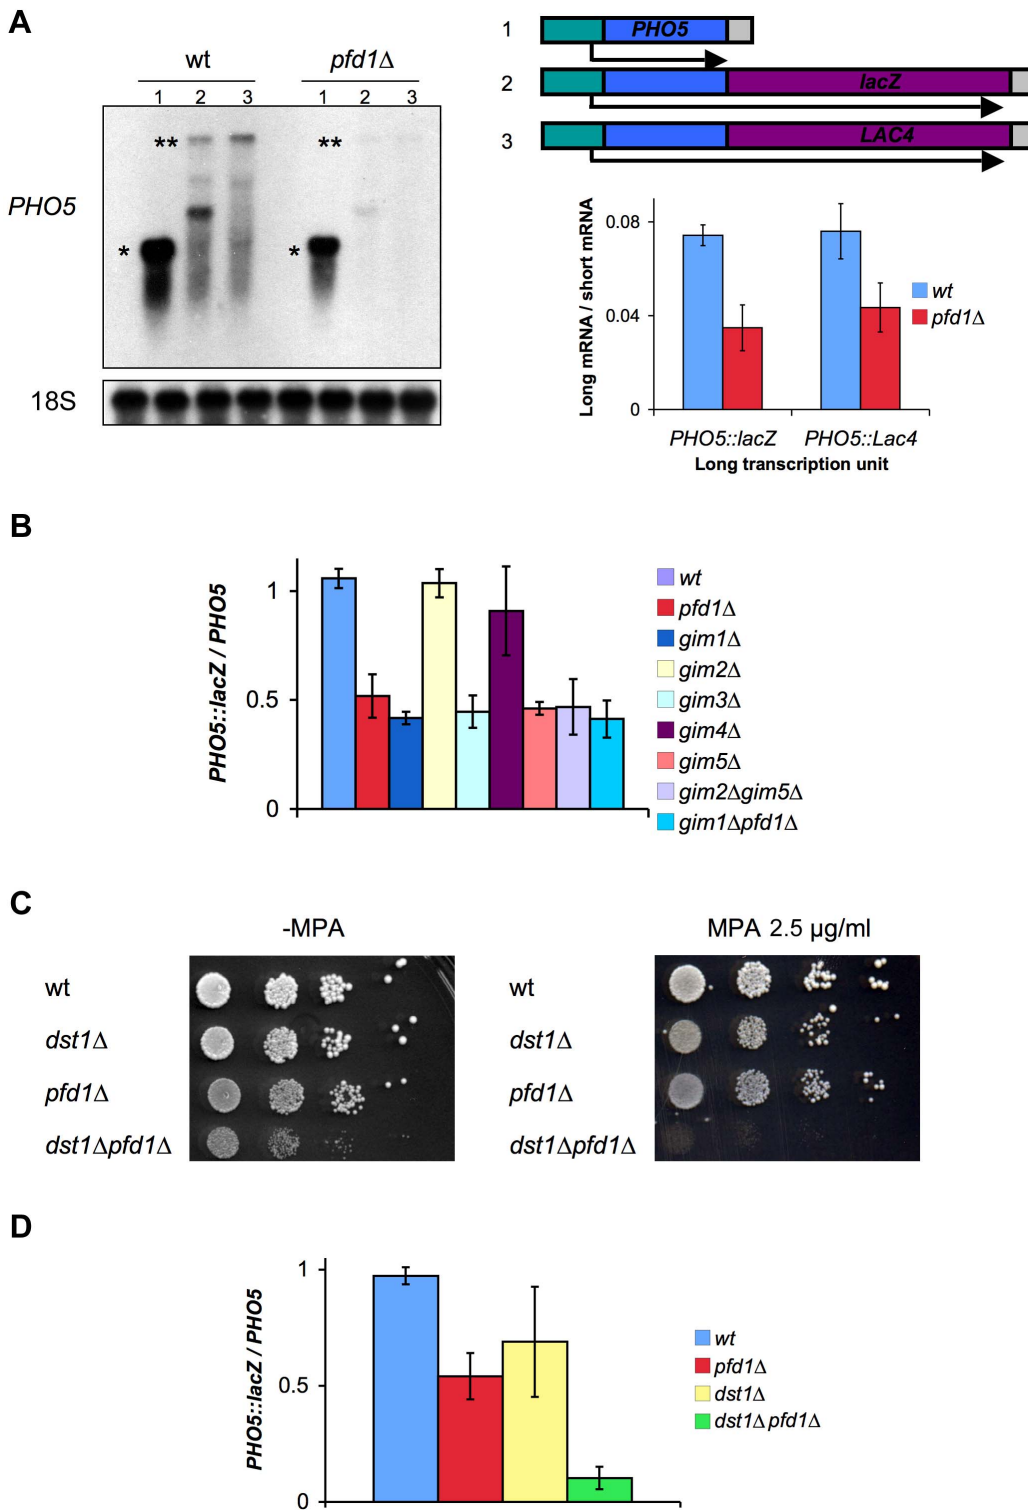 A
wt
pfd1Δ
1 2 3 1 2 3
** **
PHO5
* *
18S
1 PHO5
2 lacZ
3 LAC4
Long mRNA / short mRNA
0.08
0.04
0
wt
pfd1Δ
PHO5::lacZ PHO5::Lac4
Long transcription unit
B
PHO5::lacZ / PHO5
1
0.5
0
wt
pfd1Δ
gim1Δ
gim2Δ
gim3Δ
gim4Δ
gim5Δ
gim2Δgim5Δ
gim1Δpfd1Δ
C
-MPA
wt
dst1Δ
pfd1Δ
dst1Δpfd1Δ
MPA 2.5 µg/ml
wt
dst1Δ
pfd1Δ
dst1Δpfd1Δ
D
PHO5::lacZ / PHO5
1
0.5
0
wt
pfd1Δ
dst1Δ
dst1Δ pfd1Δ